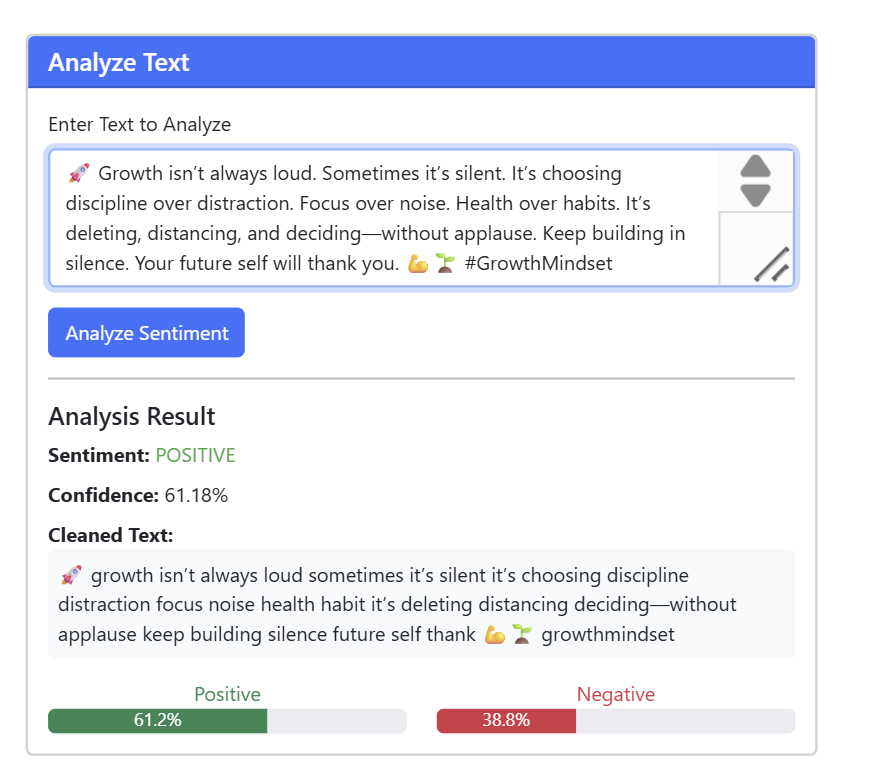 Analyze Text
Enter Text to Analyze
🚀 Growth isn’t always loud. Sometimes it’s silent. It’s choosing
discipline over distraction. Focus over noise. Health over habits. It’s
deleting, distancing, and deciding—without applause. Keep building in
silence. Your future self will thank you. 💪 🌱 #GrowthMindset
Analyze Sentiment
Analysis Result
Sentiment: POSITIVE
Confidence: 61.18%
Cleaned Text:
🚀 growth isn’t always loud sometimes it’s silent it’s choosing discipline
distraction focus noise health habit it’s deleting distancing deciding—without
applause keep building silence future self thank 💪 🌱 growthmindset
Positive Negative
61.2% 38.8%